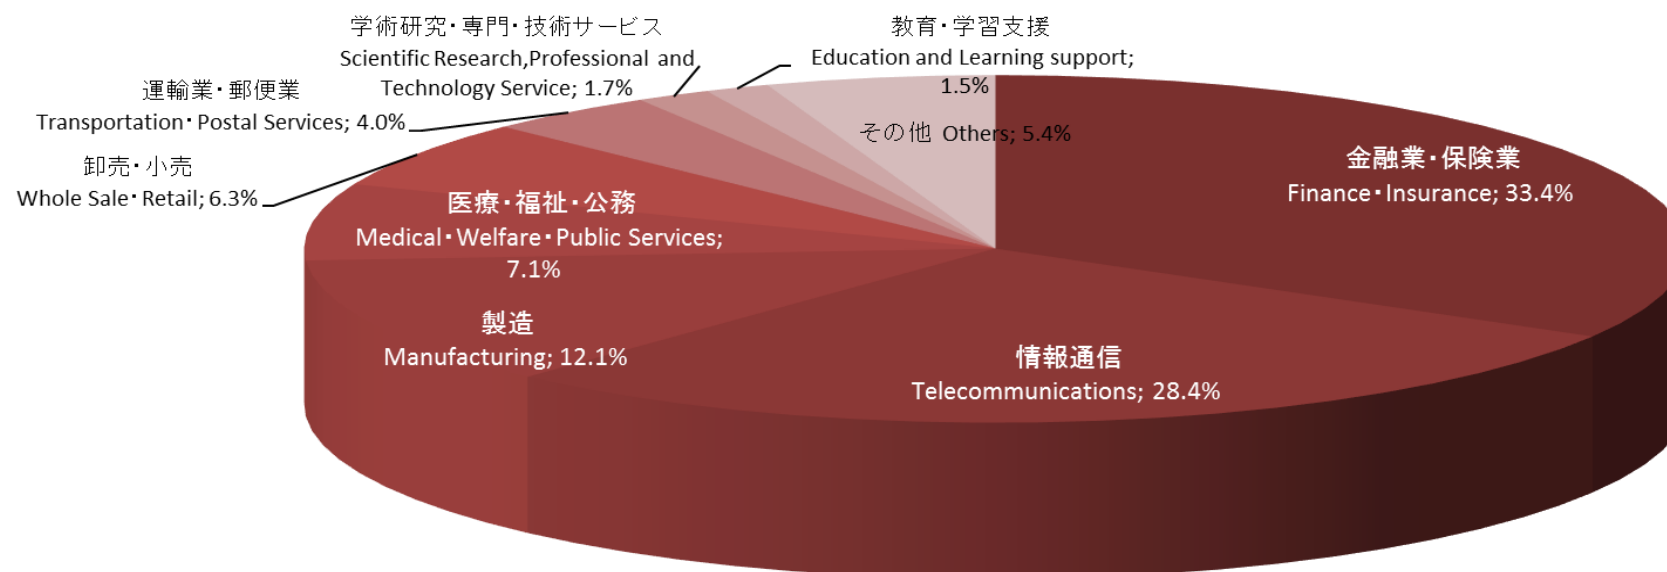 学術研究・専門・技術サービス
Scientific Research,Professional and
Technology Service; 1.7%
教育・学習支援
Education and Learning support;
1.5%
運輸業・郵便業
Transportation・Postal Services; 4.0%
その他 Others; 5.4%
卸売・小売
Whole Sale・Retail; 6.3%
金融業・保険業
Finance・Insurance; 33.4%
医療・福祉・公務
Medical・Welfare・Public Services;
7.1%
製造
Manufacturing; 12.1%
情報通信
Telecommunications; 28.4%